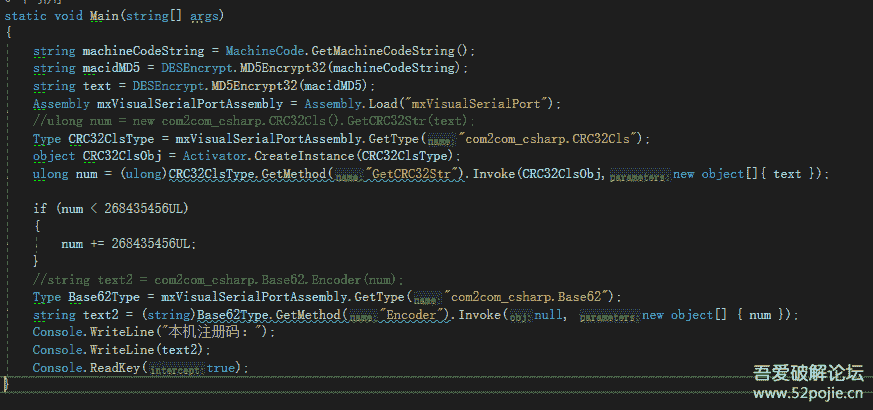 static void Main(string[] args)
{
string machineCodeString = MachineCode.GetMachineCodeString();
string macidMD5 = DESEncrypt.MD5Encrypt32(machineCodeString);
string text = DESEncrypt.MD5Encrypt32(macidMD5);
Assembly mxVisualSerialPortAssembly = Assembly.Load("mxVisualSerialPort");
//ulong num = new com2com_csharp.CRC32Cls().GetCRC32Str(text);
Type CRC32ClsType = mxVisualSerialPortAssembly.GetType(name: "com2com_csharp.CRC32Cls");
object CRC32ClsObj = Activator.CreateInstance(CRC32ClsType);
ulong num = (ulong)CRC32ClsType.GetMethod(name: "GetCRC32Str").Invoke(CRC32ClsObj, parameters: new object[]{ text });
if (num < 268435456UL)
{
num += 268435456UL;
}
//string text2 = com2com_csharp.Base62.Encoder(num);
Type Base62Type = mxVisualSerialPortAssembly.GetType(name: "com2com_csharp.Base62");
string text2 = (string)Base62Type.GetMethod(name: "Encoder").Invoke(obj: null, parameters: new object[] { num });
Console.WriteLine("本机注册码：");
Console.WriteLine(text2);
Console.ReadKey(intercept: true);
}
吾爱破解论坛
www.52pojie.cn